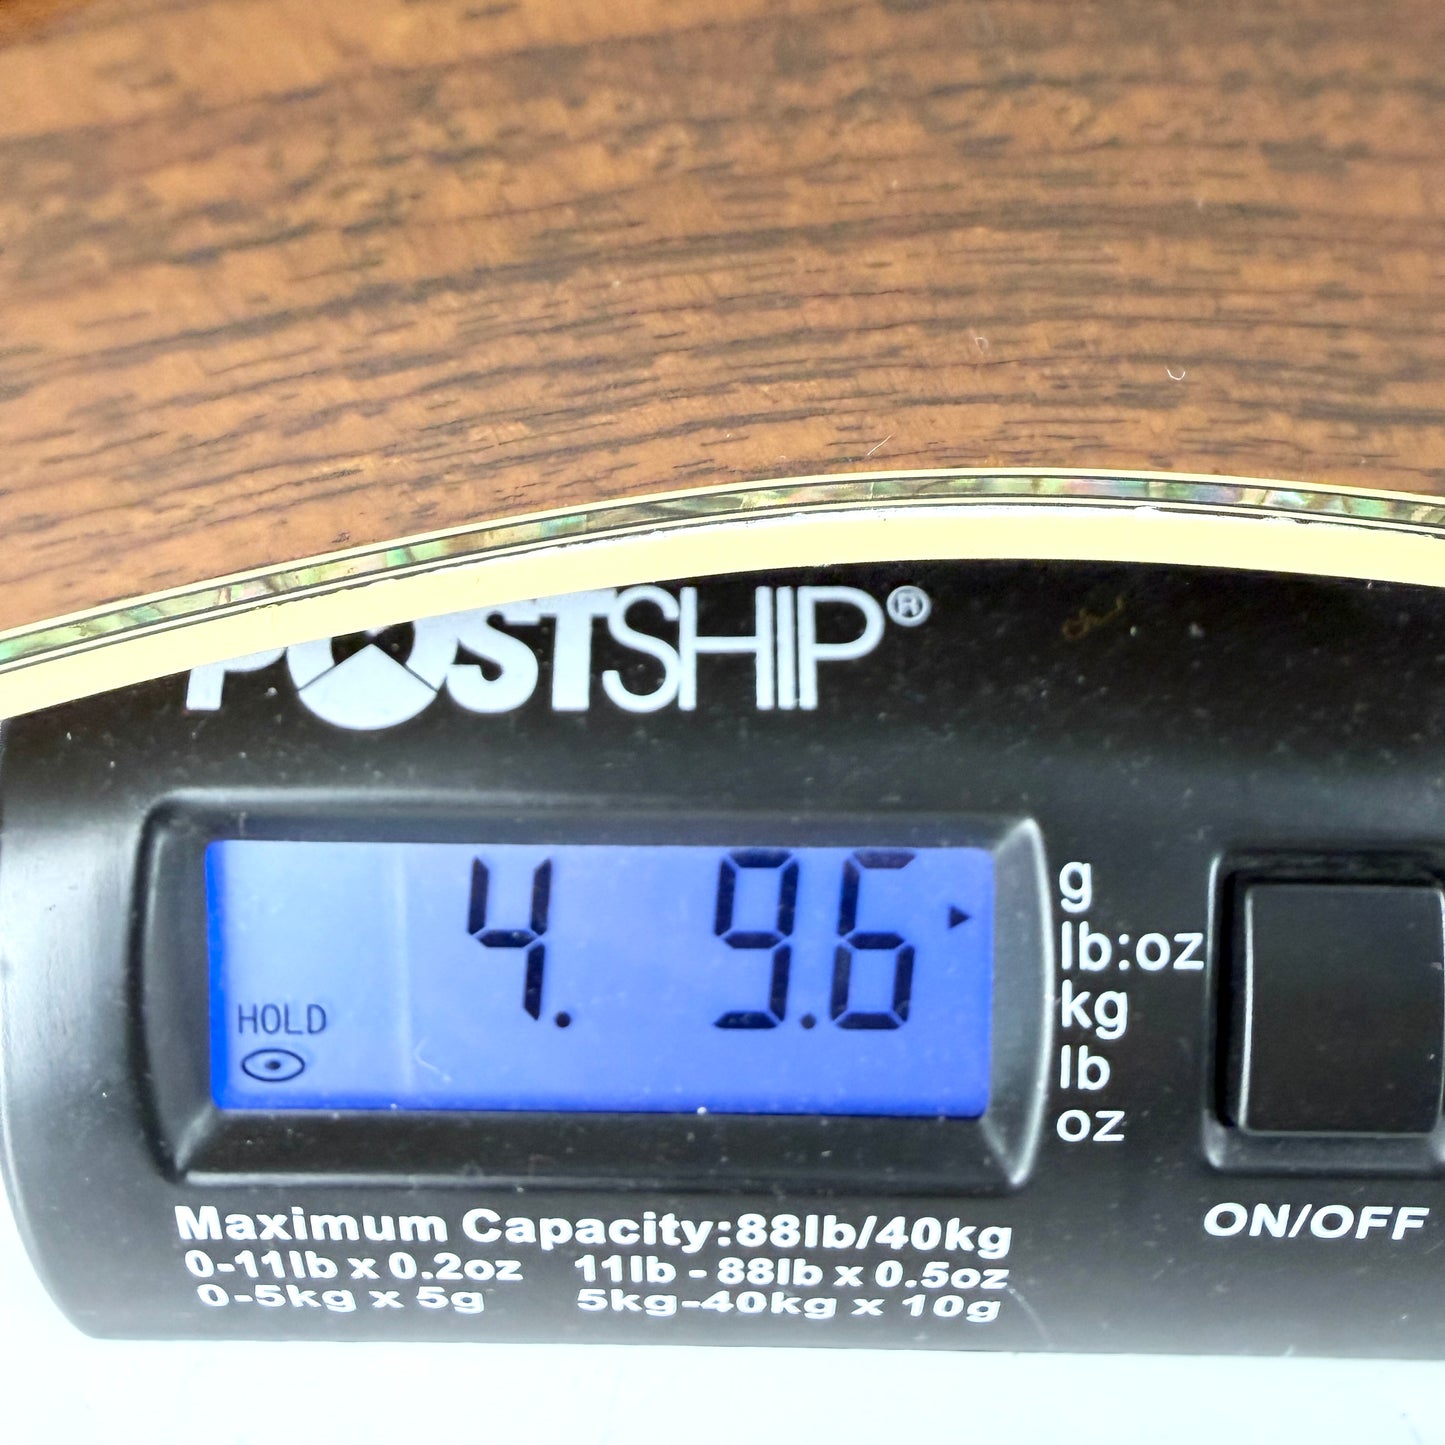 POSTSHIP®
4. 9.6
HOLD
g
lb:oz
kg
lb
oz
ON/OFF
Maximum Capacity:88lb/40kg
0-11lb x 0.2oz 11lb - 88lb x 0.5oz
0-5kg x 5g 5kg-40kg x 10g